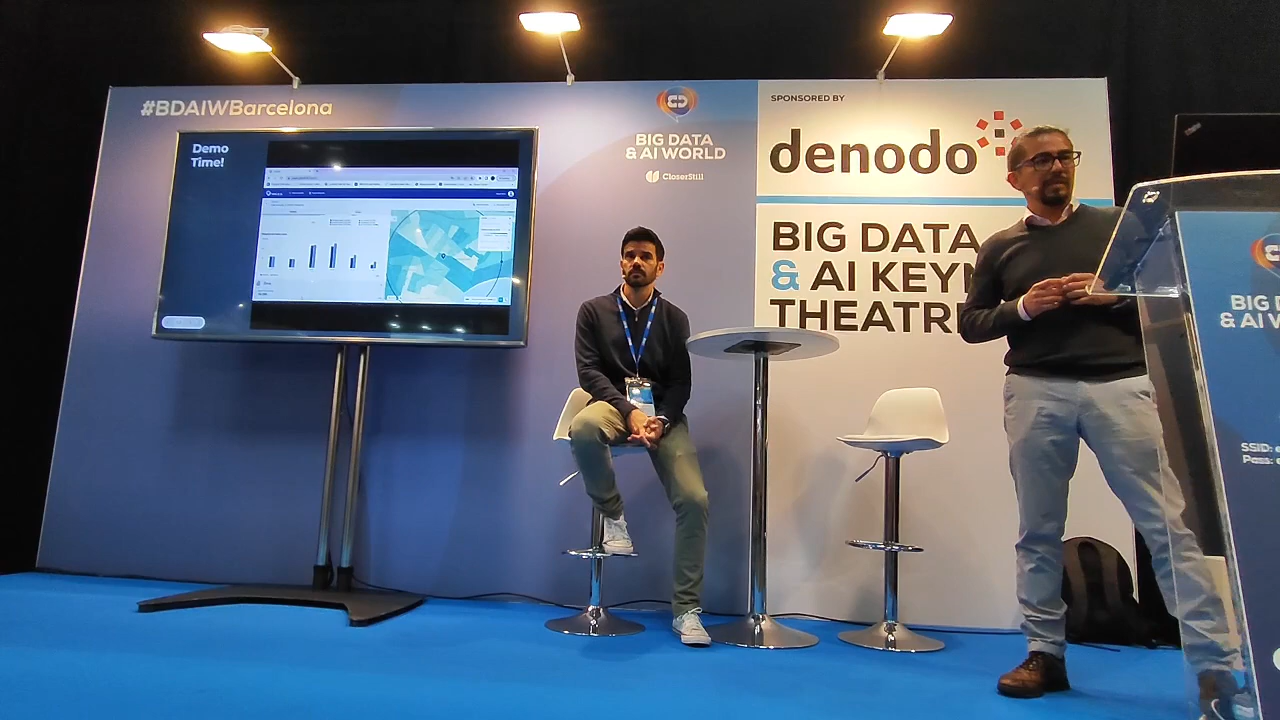 #BDAIWBarcelona
Demo
Time!
BIG DATA
& AI WORLD
CloserStill
SPONSORED BY
denodo
BIG DATA
& AI KEYN
THEATRE
BIG D
& AI W
SSID:
Pass: